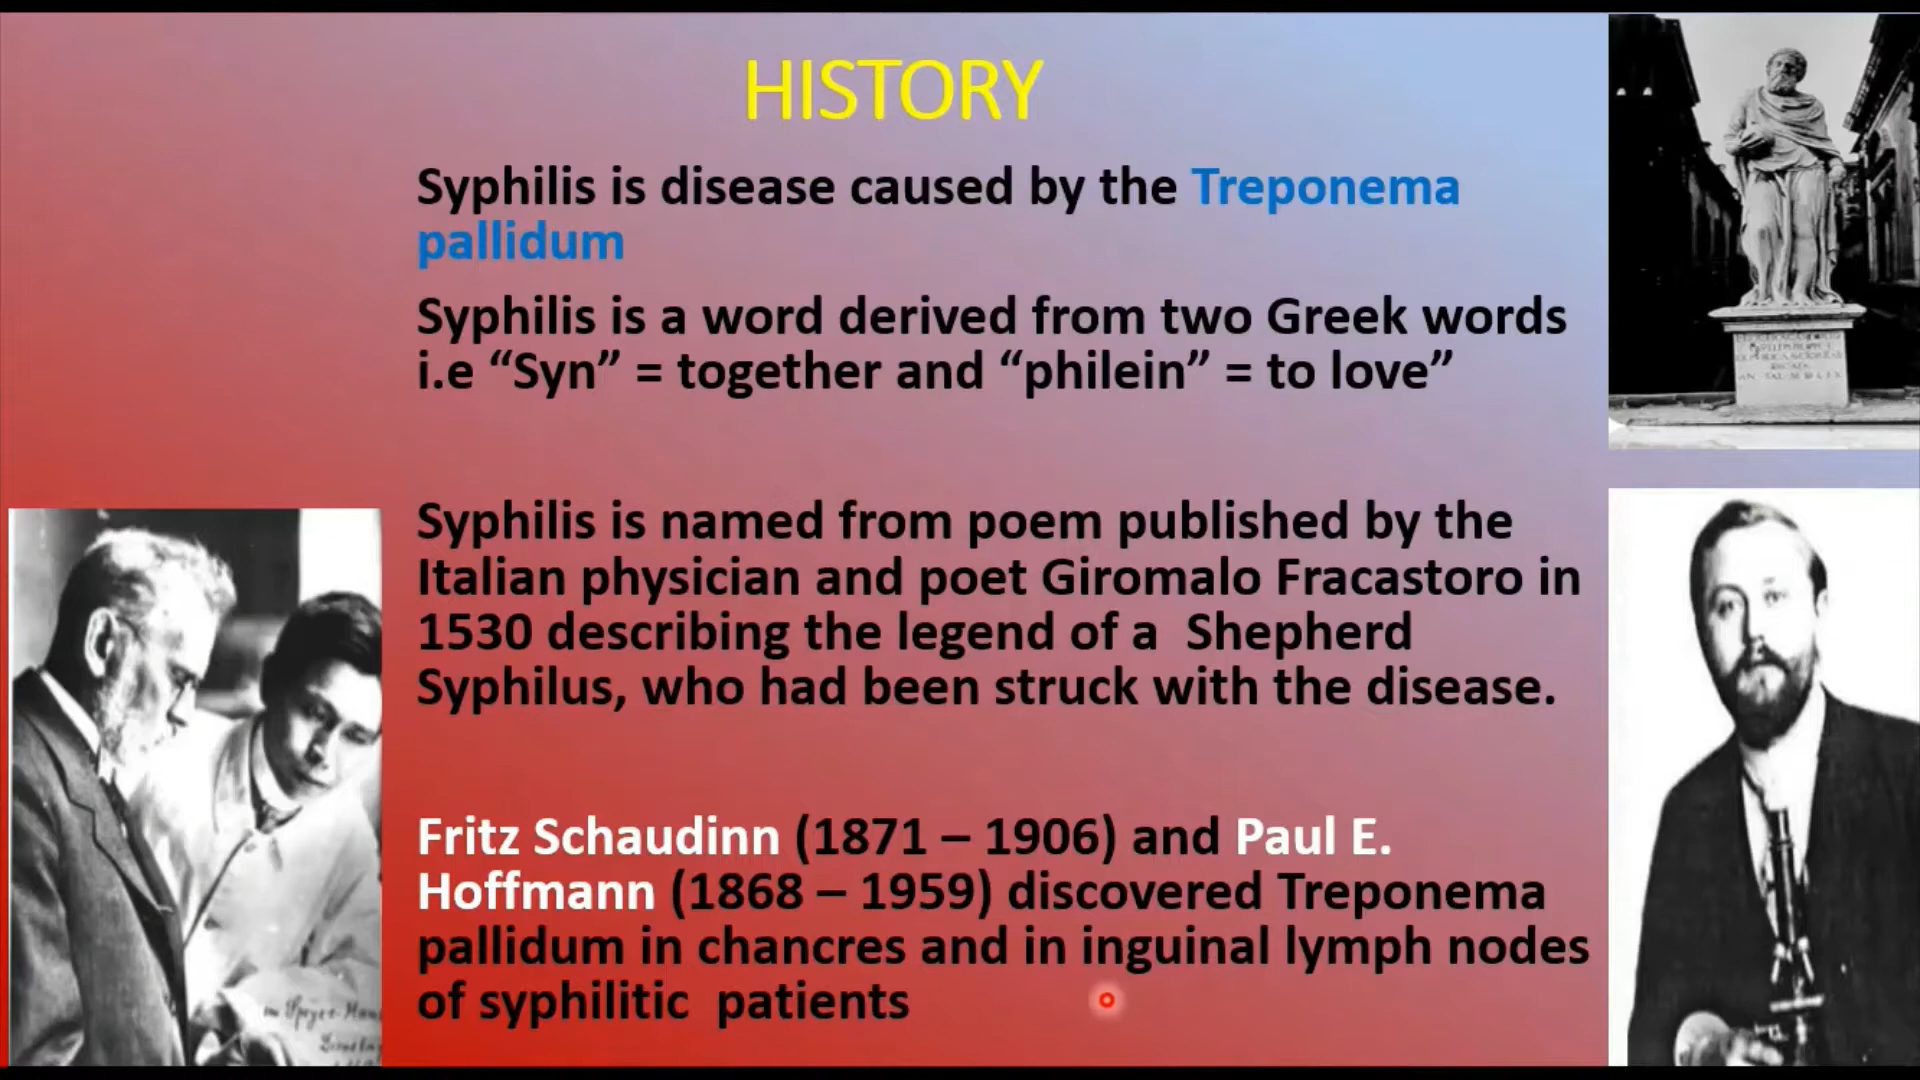 HISTORY
Syphilis is disease caused by the Treponema
pallidum
Syphilis is a word derived from two Greek words
i.e “Syn” = together and “philein” = to love”
Syphilis is named from poem published by the
Italian physician and poet Giromalo Fracastoro in
1530 describing the legend of a  Shepherd
Syphilus, who had been struck with the disease.
Fritz Schaudinn (1871 – 1906) and Paul E.
Hoffmann (1868 – 1959) discovered Treponema
pallidum in chancres and in inguinal lymph nodes
of syphilitic  patients